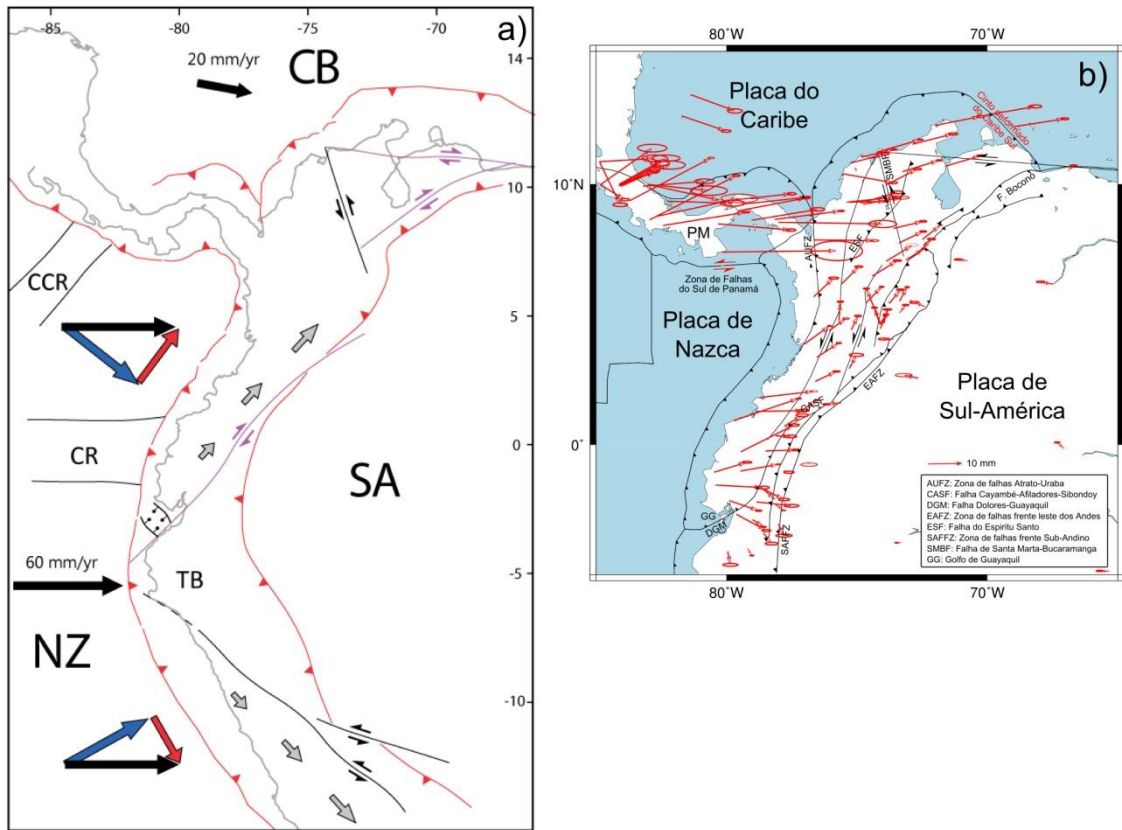 a)
-85
-80
-75
-70
20 mm/yr
CB
14
10
CCR
5
CR
0
SA
60 mm/yr
TB
-5
NZ
-10
b)
80°W
70°W
Placa do
Caribe
Cinto deformado
do Caribe Sul
10°N
SMBF
F. Boconó
PM
AUFZ
ESF
Zona de Falhas
do Sul de Panamá
Placa de
Nazca
EAFZ
CASF
Placa de
Sul-América
0°
10 mm
GG
DGM
SAFFZ
AUFZ: Zona de falhas Atrato-Uraba
CASF: Falha Cayambé-Afiladores-Sibondoy
DGM: Falha Dolores-Guayaquil
EAFZ: Zona de falhas frente leste dos Andes
ESF: Falha do Espiritu Santo
SAFFZ: Zona de falhas frente Sub-Andino
SMBF: Falha de Santa Marta-Bucaramanga
GG: Golfo de Guayaquil
80°W
70°W